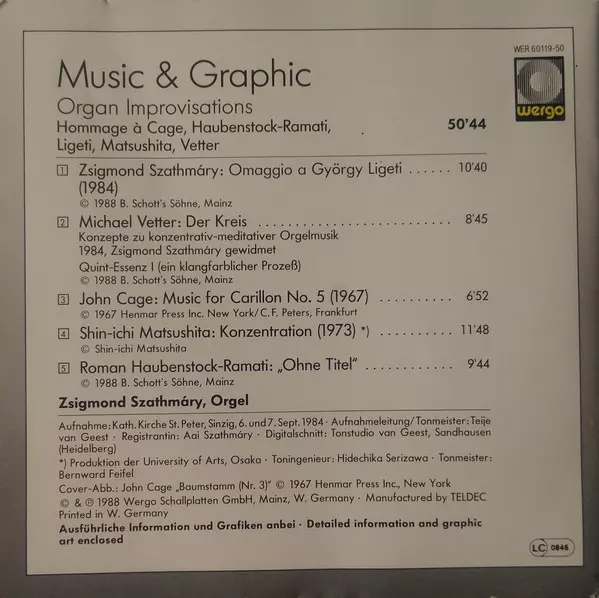 WER 60119-50
wergo
Music & Graphic
Organ Improvisations
Hommage à Cage, Haubenstock-Ramati, 50'44
Ligeti, Matsushita, Vetter
1 Zsigmond Szathmáry: Omaggio a György Ligeti ...... 10'40
(1984)
© 1988 B. Schott's Söhne, Mainz
2 Michael Vetter: Der Kreis ........................ 8'45
Konzepte zu konzentrativ-meditativer Orgelmusik
1984, Zsigmond Szathmáry gewidmet
Quint-Essenz I (ein klangfarblicher Prozeß)
© 1988 B. Schott's Söhne, Mainz
3 John Cage: Music for Carillon No. 5 (1967) .......... 6'52
© 1967 Henmar Press Inc. New York/C.F. Peters, Frankfurt
4 Shin-ichi Matsushita: Konzentration (1973) *) .......... 11'48
© Shin-ichi Matsushita
5 Roman Haubenstock-Ramati: „Ohne Titel“ ............ 9'44
© 1988 B. Schott's Söhne, Mainz
Zsigmond Szathmáry, Orgel
Aufnahme: Kath. Kirche St. Peter, Sinzig, 6. und 7. Sept. 1984 · Aufnahmeleitung/Tonmeister: Teije
van Geest · Registrantin: Aai Szathmáry · Digitalschnitt: Tonstudio van Geest, Sandhausen
(Heidelberg)
*) Produktion der University of Arts, Osaka · Toningenieur: Hidechika Serizawa · Tonmeister:
Bernward Feifel
Cover-Abb.: John Cage „Baumstamm (Nr. 3)“ © 1967 Henmar Press Inc., New York
© & ℗ 1988 Wergo Schallplatten GmbH, Mainz, W. Germany · Manufactured by TELDEC
Printed in W. Germany
Ausführliche Information und Grafiken anbei · Detailed information and graphic
art enclosed
LC 0846